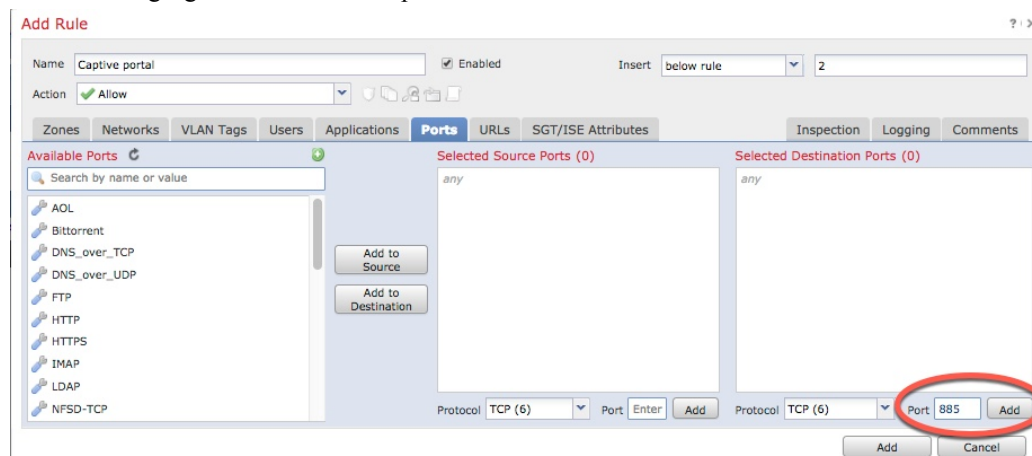 Add Rule
Name Captive portal Enabled Insert below rule 2
Action Allow
Zones Networks VLAN Tags Users Applications Ports URLs SGT/ISE Attributes Inspection Logging Comments
Available Ports Selected Source Ports (0) Selected Destination Ports (0)
Search by name or value any any
AOL
Bittorrent
DNS_over_TCP
DNS_over_UDP
FTP
HTTP
HTTPS
IMAP
LDAP
NFSD-TCP
Add to
Source
Add to
Destination
Protocol TCP (6) Port Enter Add Protocol TCP (6) Port 885 Add
Add Cancel